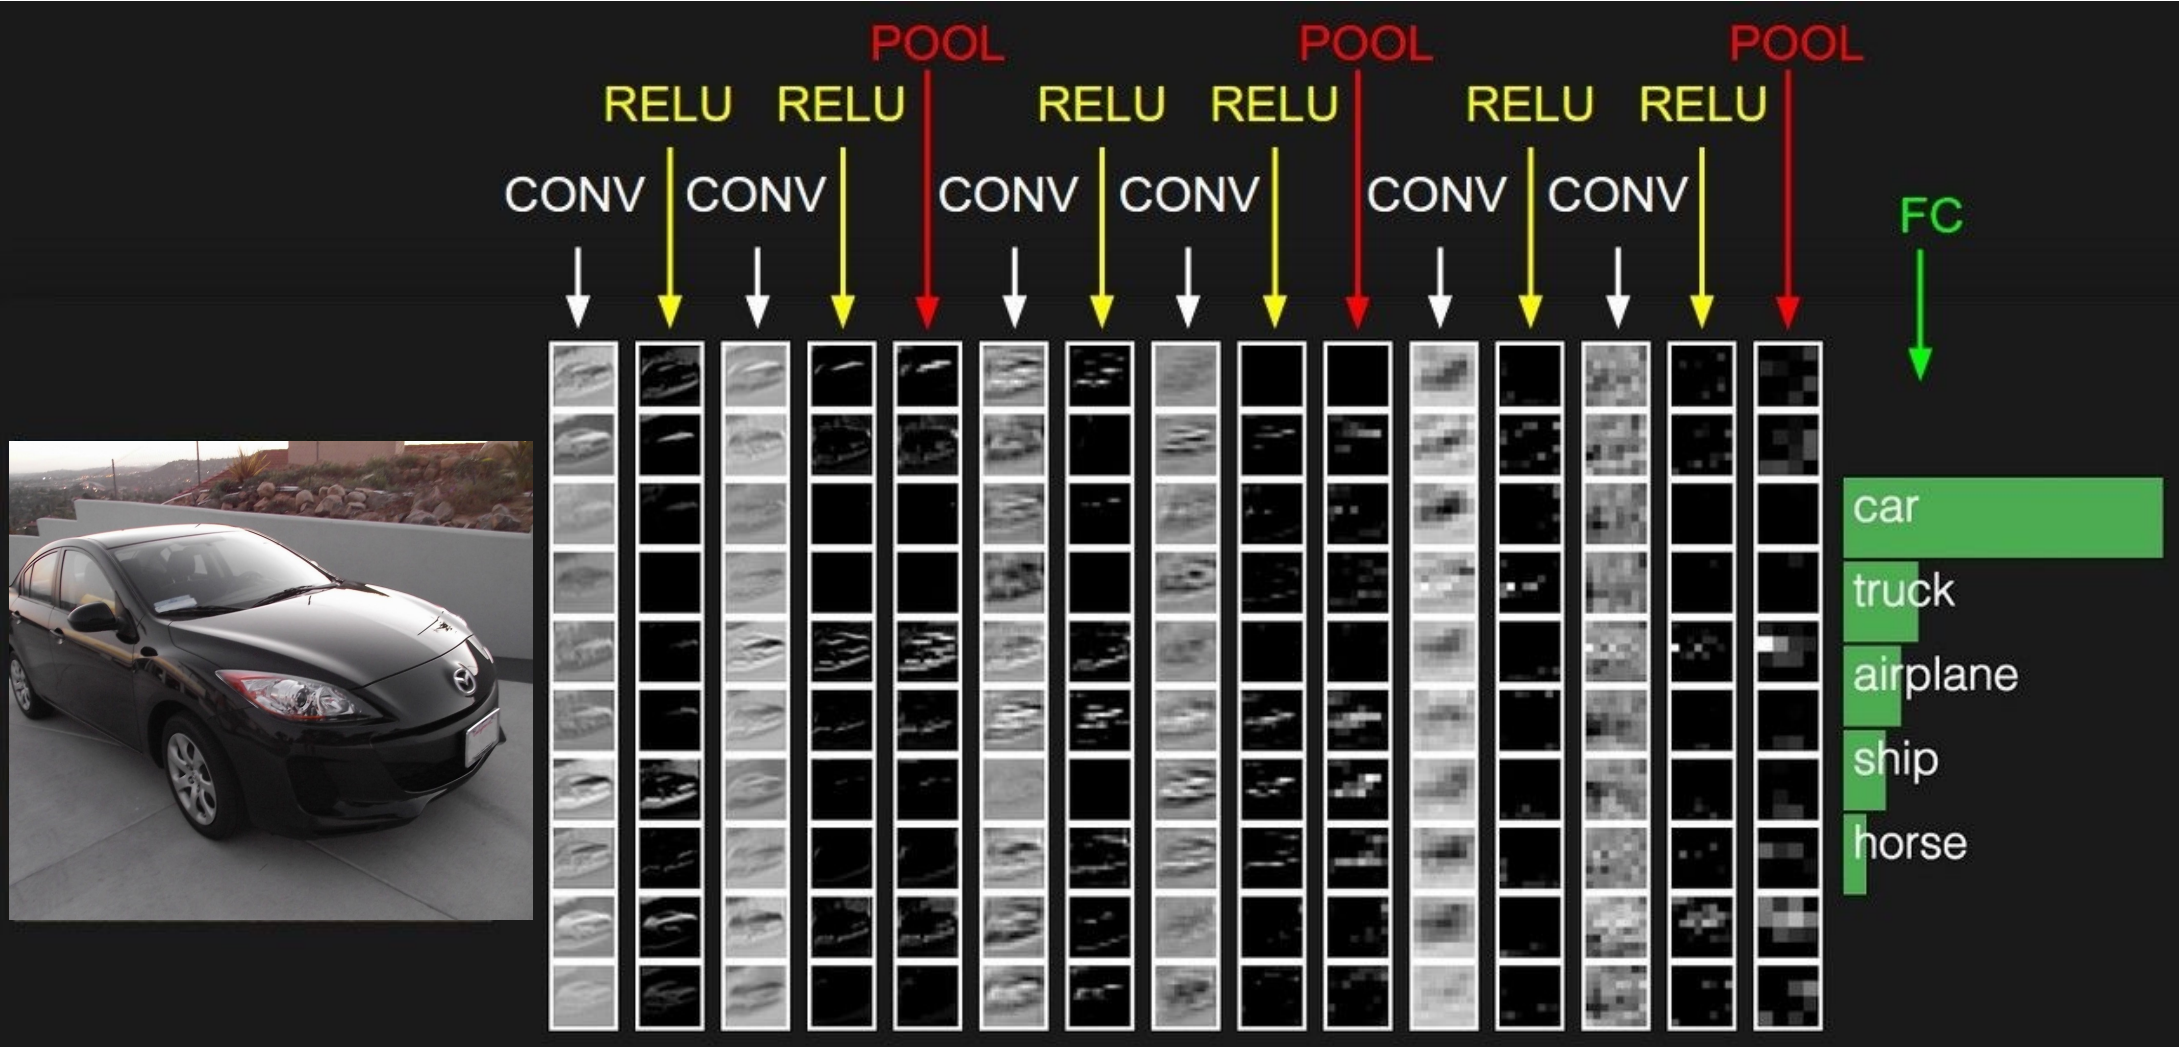 POOL POOL POOL
RELU RELU RELU RELU RELU RELU
CONV CONV CONV CONV CONV CONV
FC
car
truck
airplane
ship
horse